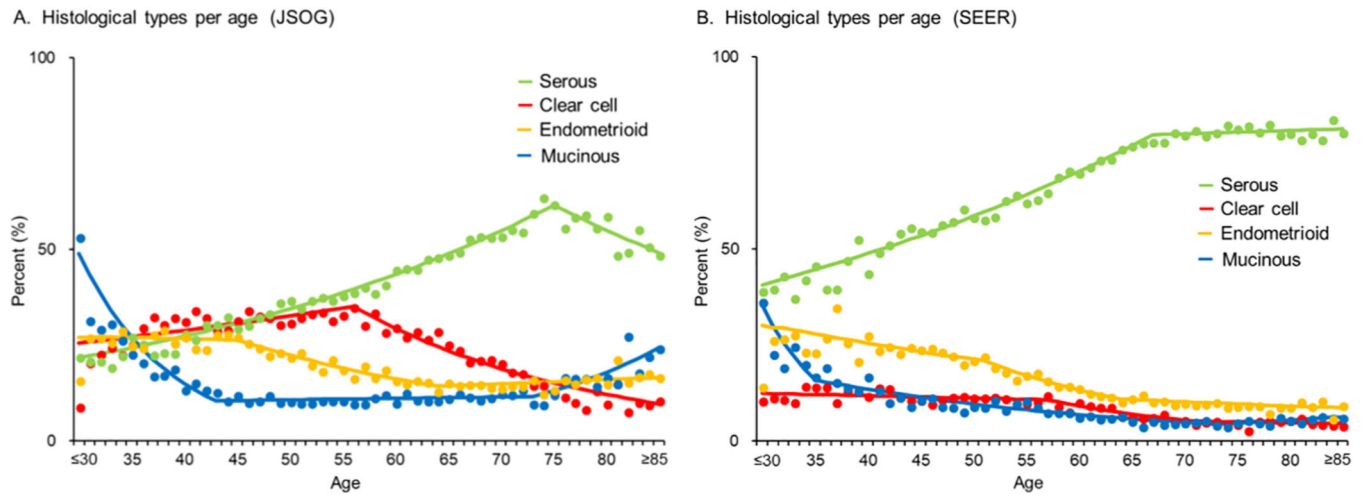 A. Histological types per age (JSOG)
100
50
0
Percent (%)
Serous
Clear cell
Endometrioid
Mucinous
≤30 35 40 45 50 55 60 65 70 75 80 ≥85
Age
B. Histological types per age (SEER)
100
50
0
Percent (%)
Serous
Clear cell
Endometrioid
Mucinous
≤30 35 40 45 50 55 60 65 70 75 80 ≥85
Age